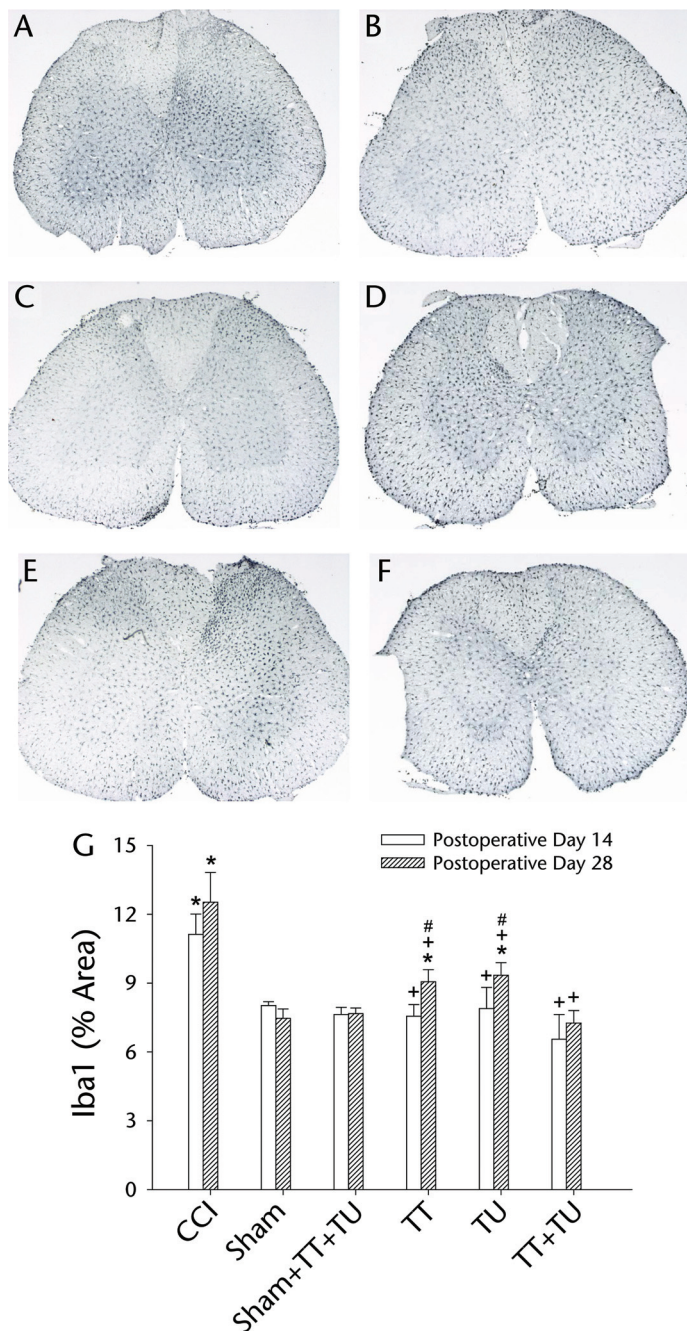 A
B
C
D
E
F
G
Postoperative Day 14
Postoperative Day 28
Iba1 (% Area)
15
12
9
6
3
0
* *
+ # + *
+ # + *
+ +
CCI
Sham
Sham+TT+TU
TT
TU
TT+TU